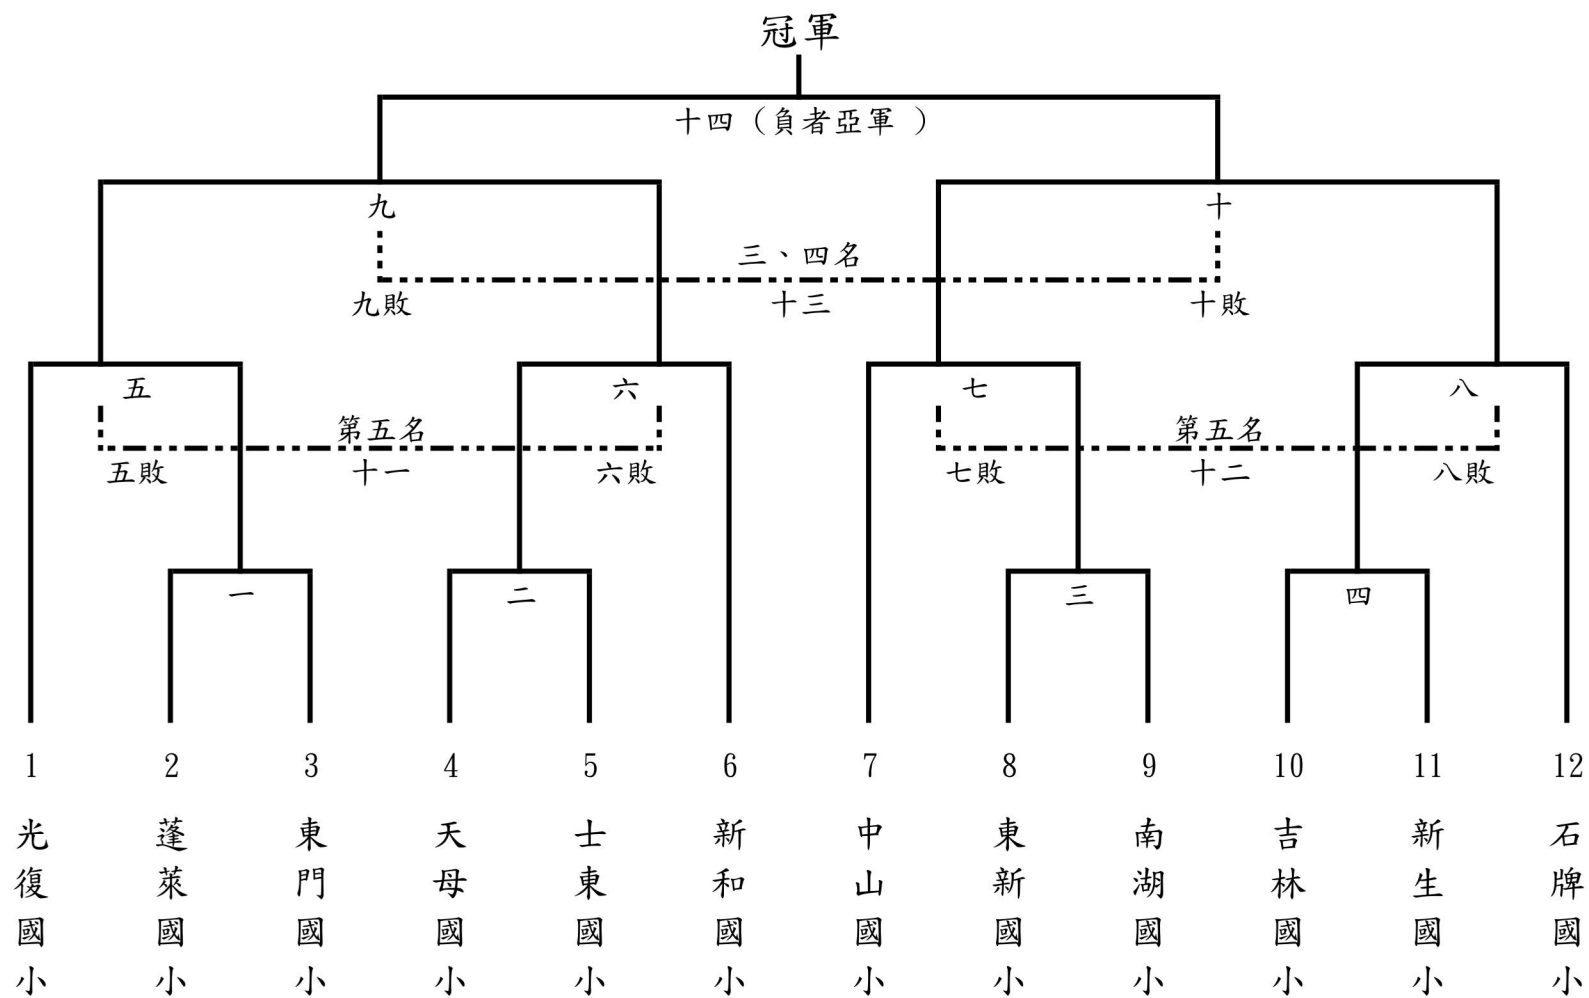 冠軍
十四（負者亞軍 ）
九
十
三、四名
九敗
十三
十敗
五
六
七
八
第五名
第五名
五敗
十一
六敗
七敗
十二
八敗
一
二
三
四
1
2
3
4
5
6
7
8
9
10
11
12
光復國小
蓬萊國小
東門國小
天母國小
士東國小
新和國小
中山國小
東新國小
南湖國小
吉林國小
新生國小
石牌國小